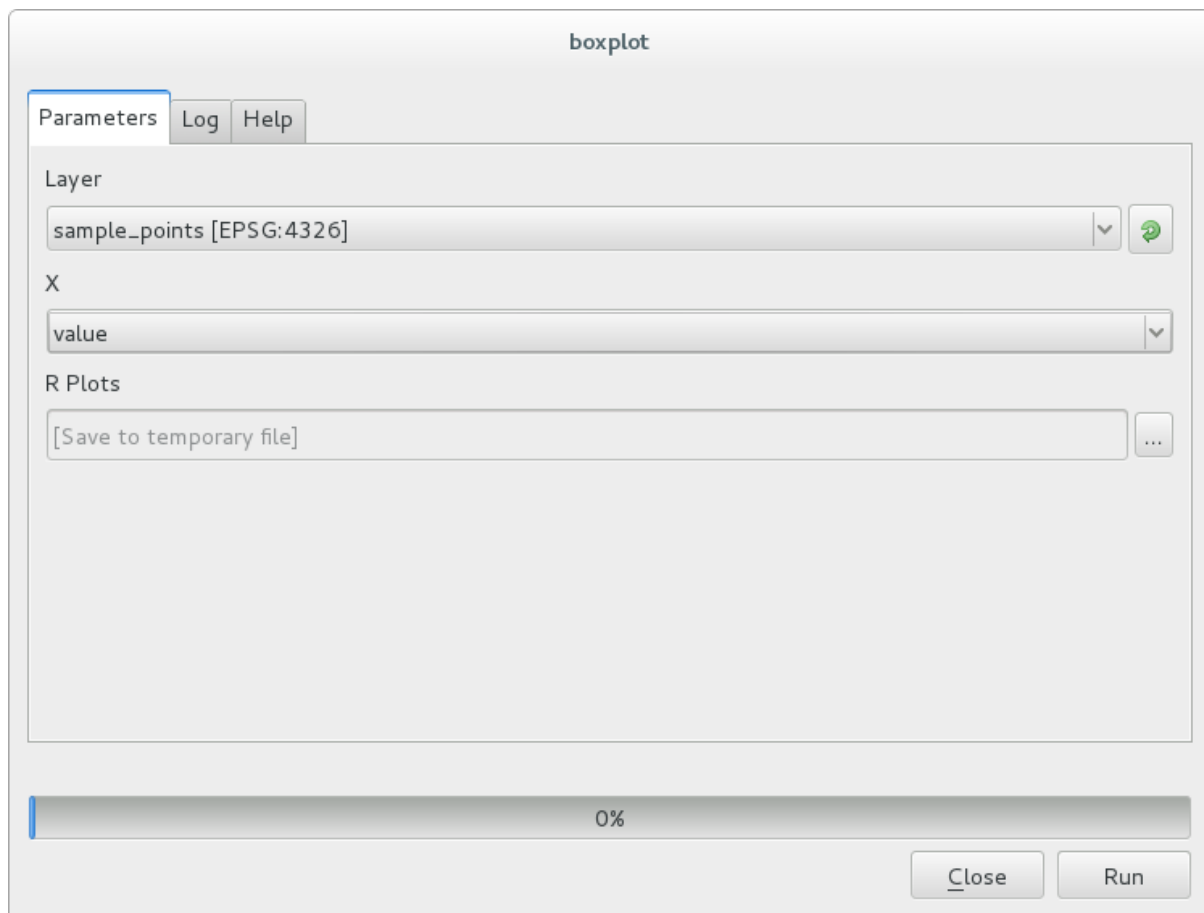 boxplot
Parameters Log Help
Layer
sample_points [EPSG:4326]
X
value
R Plots
[Save to temporary file] ...
0%
Close Run